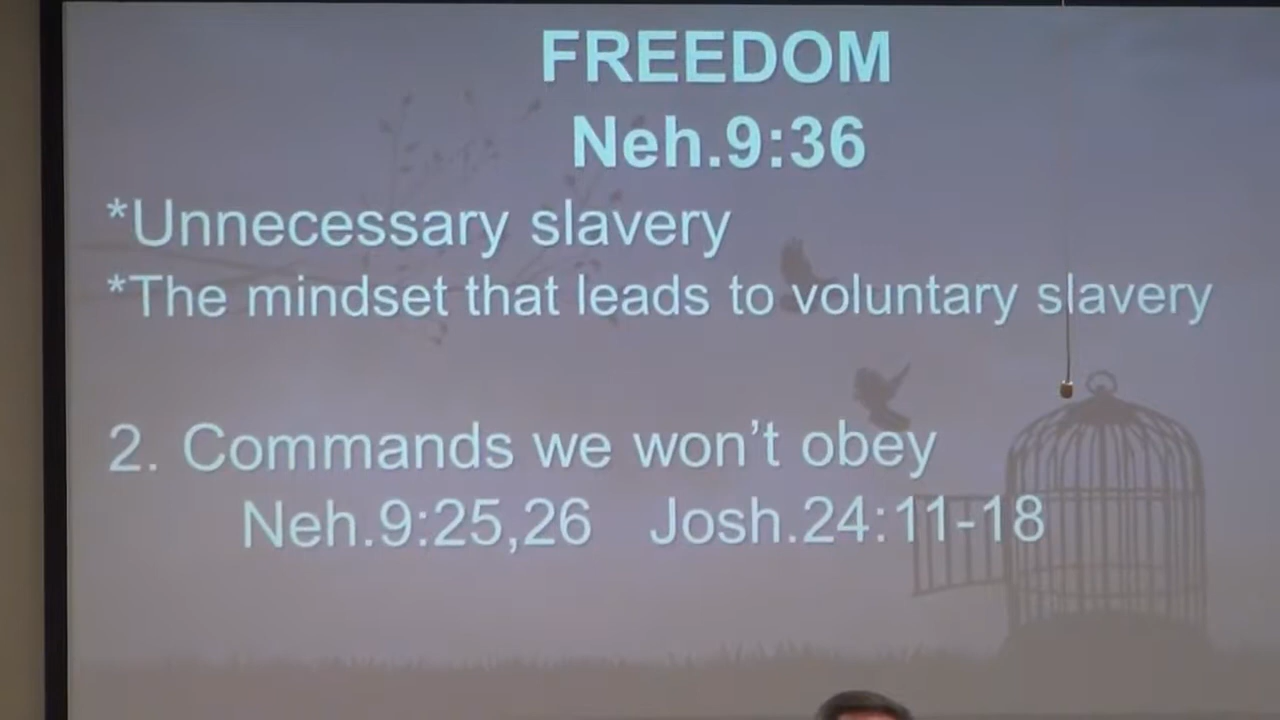 FREEDOM
Neh.9:36
*Unnecessary slavery
*The mindset that leads to voluntary slavery
2. Commands we won't obey
Neh.9:25,26 Josh.24:11-18